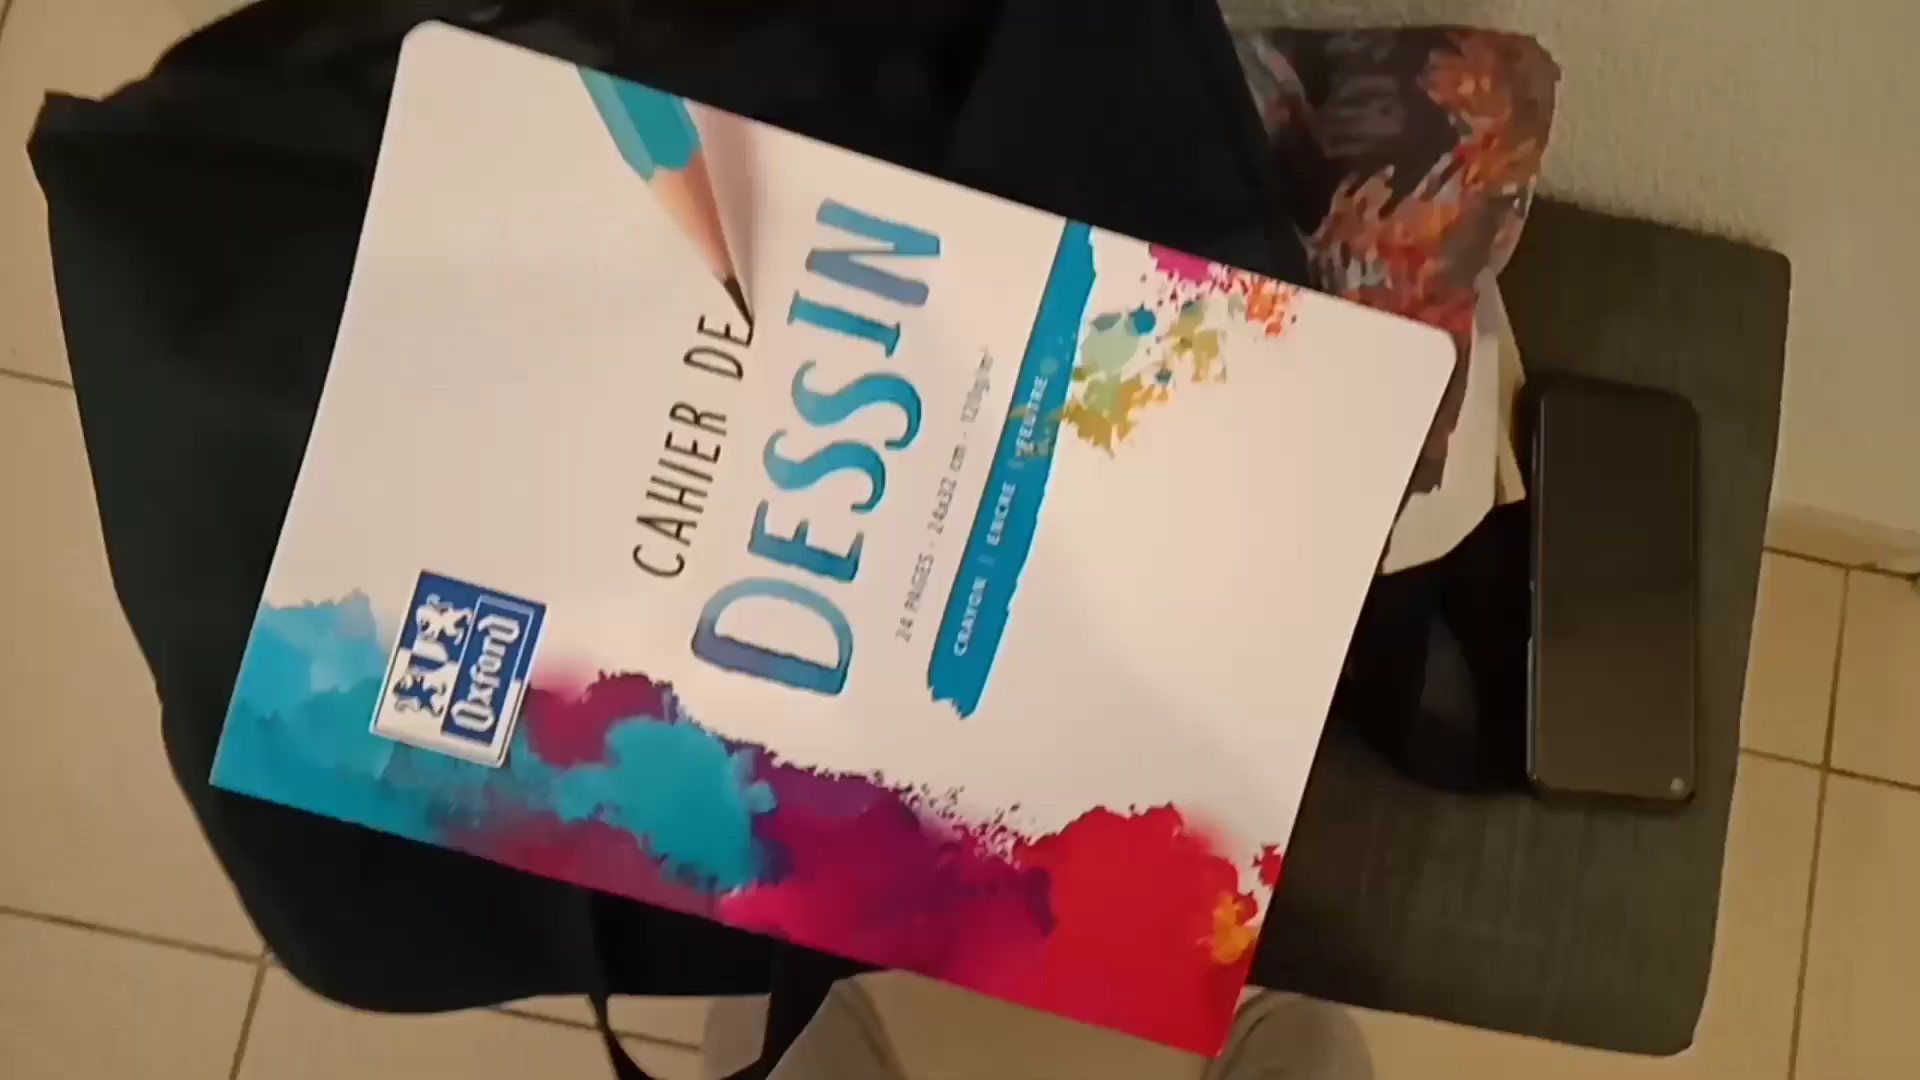 CAHIER DE
DESSIN
24 PAGES - 24x32 cm - 120g/m²
CRAYON | ENCRE | FEUTRE
Oxford